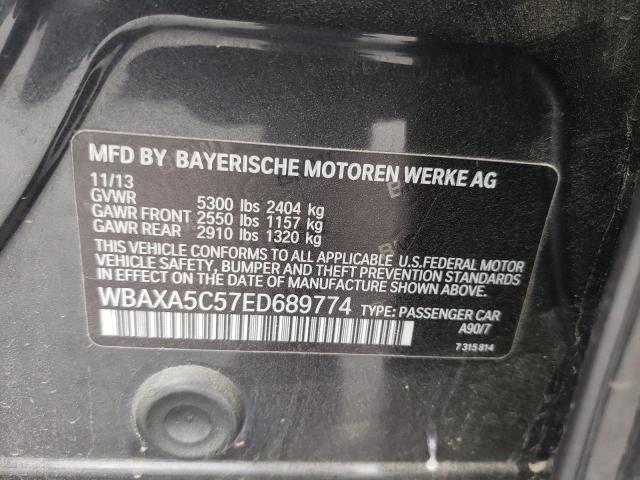 MFD BY BAYERISCHE MOTOREN WERKE AG
11/13
GVWR 5300 lbs 2404 kg
GAWR FRONT 2550 lbs 1157 kg
GAWR REAR 2910 lbs 1320 kg
THIS VEHICLE CONFORMS TO ALL APPLICABLE U.S.FEDERAL MOTOR
VEHICLE SAFETY, BUMPER AND THEFT PREVENTION STANDARDS
IN EFFECT ON THE DATE OF MANUFACTURE SHOWN ABOVE.
WBAXA5C57ED689774 TYPE: PASSENGER CAR
A90/7
7 315 814